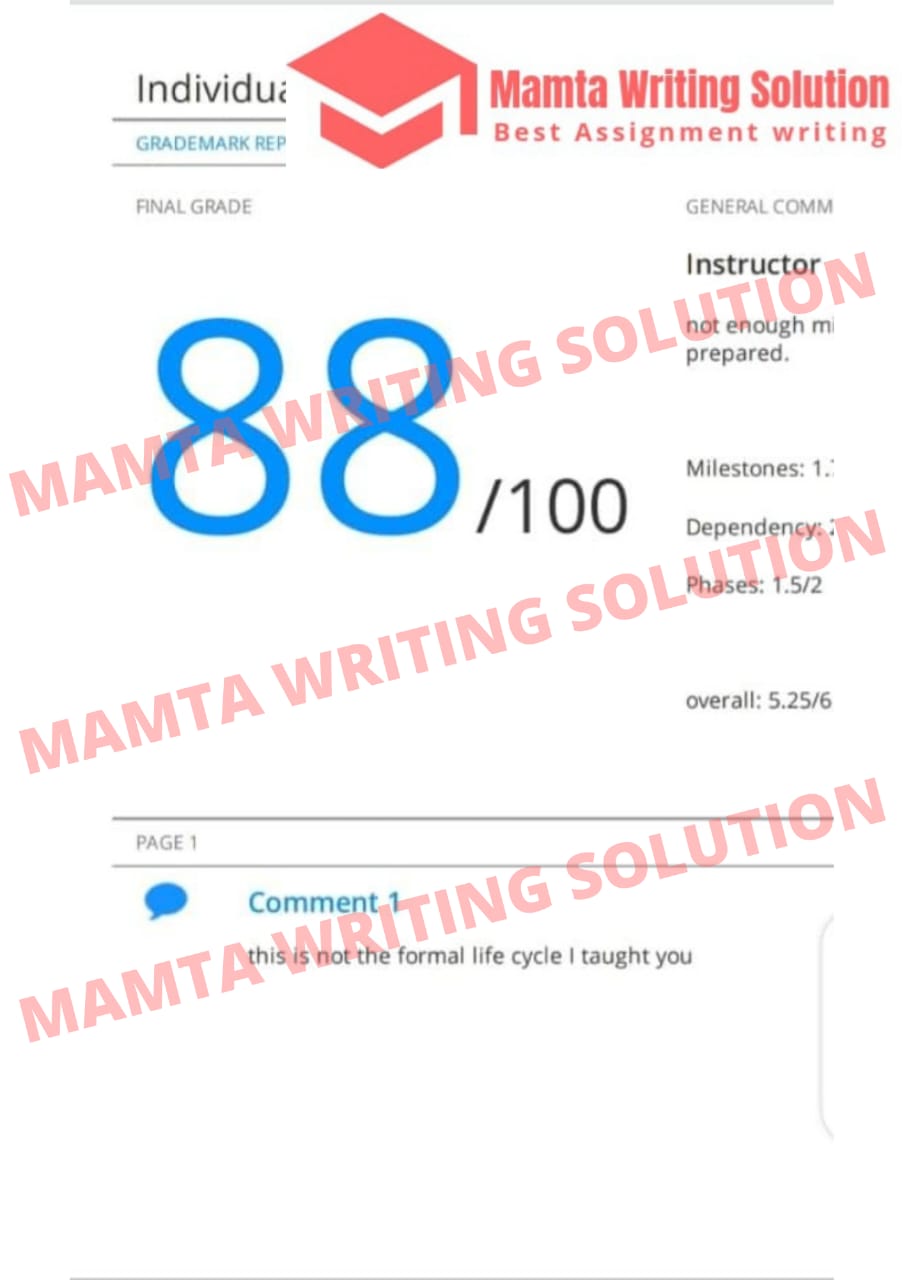 Individua
Mamta Writing Solution
Best Assignment writing
GRADEMARK REP
FINAL GRADE
GENERAL COMM
Instructor
88/100
not enough mi
prepared.
Milestones: 1.
Dependency:
Phases: 1.5/2
overall: 5.25/6
MAMTA WRITING SOLUTION
MAMTA WRITING SOLUTION
PAGE 1
Comment 1
this is not the formal life cycle I taught you
MAMTA WRITING SOLUTION